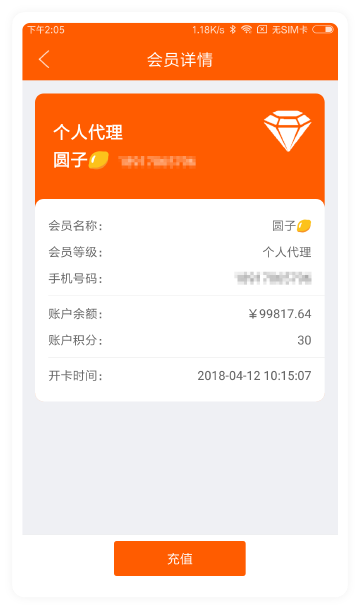 下午2:05 1.18K/s 无SIM卡
会员详情
个人代理
圆子🍋
会员名称: 圆子🍋
会员等级: 个人代理
手机号码:
账户余额: ￥99817.64
账户积分: 30
开卡时间: 2018-04-12 10:15:07
充值